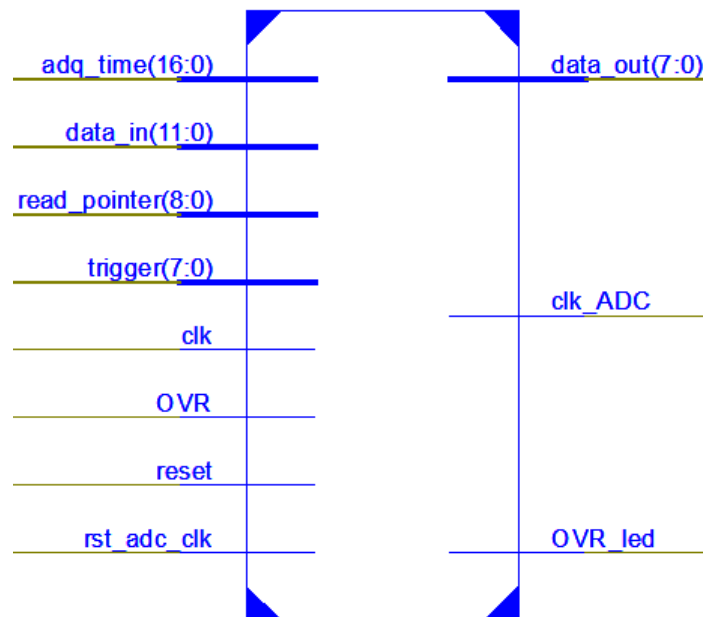 adq_time(16:0)
data_out(7:0)
data_in(11:0)
read_pointer(8:0)
trigger(7:0)
clk_ADC
clk
OVR
reset
rst_adc_clk
OVR_led